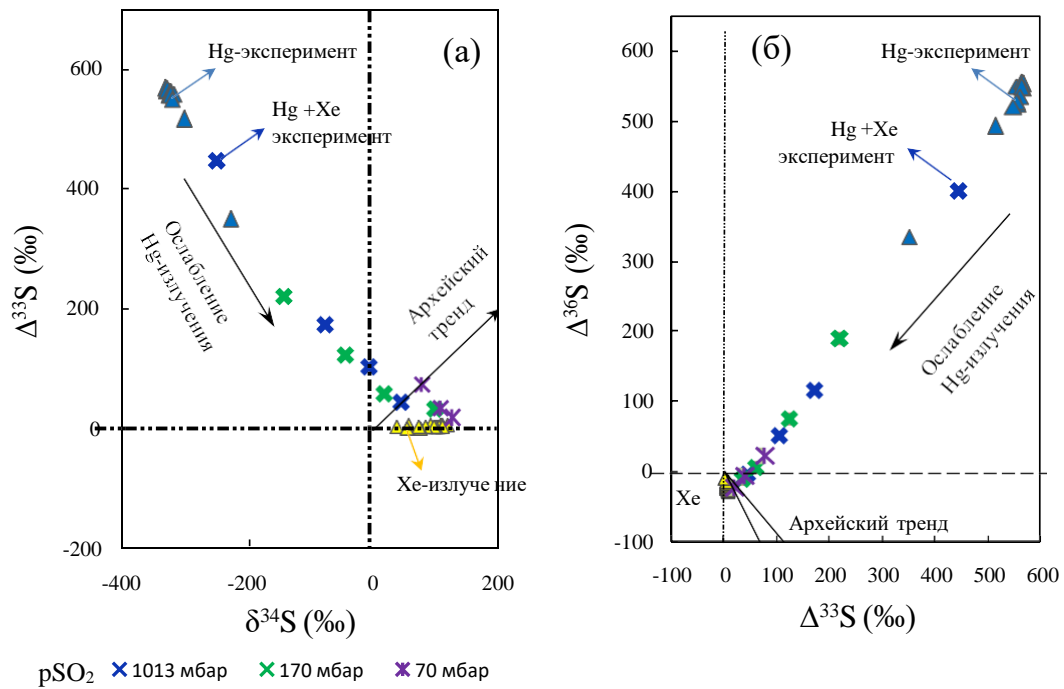 (а)
Hg-эксперимент
Hg +Xe
эксперимент
Ослабление
Hg-излучения
Архейский
тренд
Xe-излуче ние
600
400
200
0
-200
-400
-200
0
200
Δ³³S (‰)
δ³⁴S (‰)
(б)
Hg-эксперимент
Hg +Xe
эксперимент
Ослабление
Hg-излучения
Xe
Архейский тренд
600
500
400
300
200
100
0
-100
-100
0
100
200
300
400
500
600
Δ³⁶S (‰)
Δ³³S (‰)
pSO₂ 1013 мбар 170 мбар 70 мбар